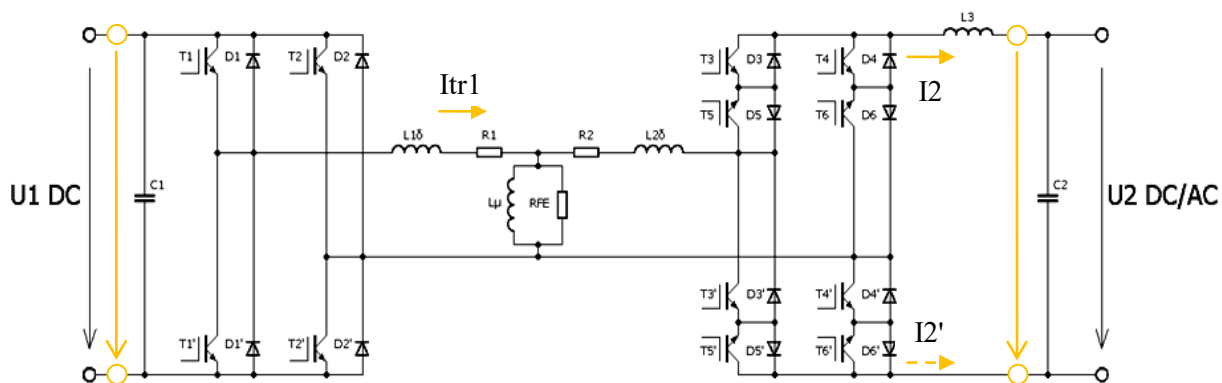 L3
T1 D1 T2 D2 T3 D3 T4 D4
I2
Itr1
T5 D5 T6 D6
L1δ R1 R2 L2δ
U1 DC C1 Lμ RFE C2 U2 DC/AC
T3' D3' T4' D4'
T1' D1' T2' D2' T5' D5' T6' D6' I2'